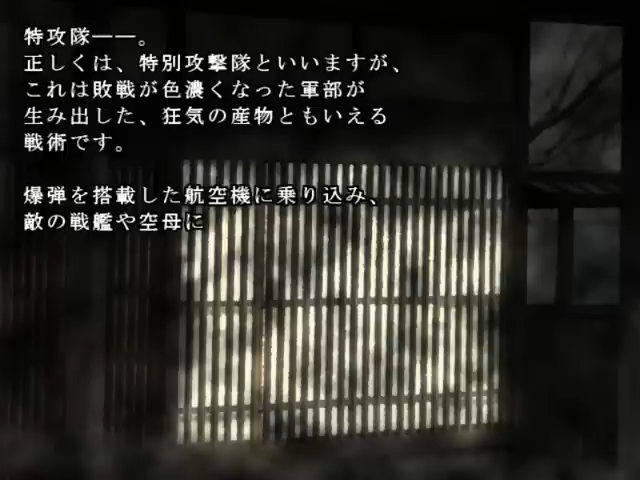 特攻隊――。
正しくは、特別攻撃隊といいますが、
これは敗戦が色濃くなった軍部が
生み出した、狂気の産物ともいえる
戦術です。
爆弾を搭載した航空機に乗り込み、
敵の戦艦や空母に